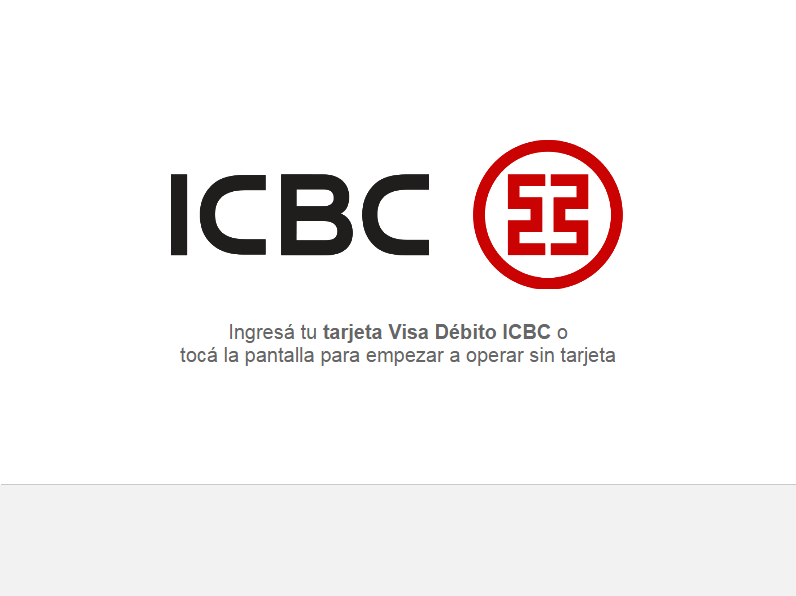 ICBC
Ingresá tu tarjeta Visa Débito ICBC o
tocá la pantalla para empezar a operar sin tarjeta